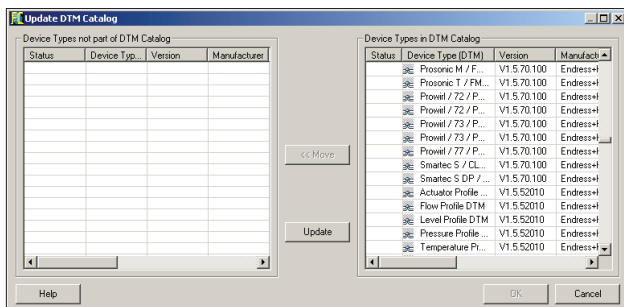 Update DTM Catalog
Device Types not part of DTM Catalog
Device Types in DTM Catalog
Status Device Typ... Version Manufacturer
Status Device Type (DTM) Version
Prosonic M / F... V1.5.70.100 Endress+
Prosonic T / FM... V1.5.70.100 Endress+
Prowirl / 72 / P... V1.5.70.100 Endress+
Prowirl / 72 / P... V1.5.70.100 Endress+
Prowirl / 73 / P... V1.5.70.100 Endress+
Prowirl / 73 / P... V1.5.70.100 Endress+
Prowirl / 77 / P... V1.5.70.100 Endress+
Smartec S / CL... V1.5.70.100 Endress+
Smartec S DP / ... V1.5.70.100 Endress+
Actuator Profile ... V1.5.52010 Endress+
Flow Profile DTM V1.5.52010 Endress+
Level Profile DTM V1.5.52010 Endress+
Pressure Profile ... V1.5.52010 Endress+
Temperature Pr... V1.5.52010 Endress+
<< Move
Update
Help
OK
Cancel